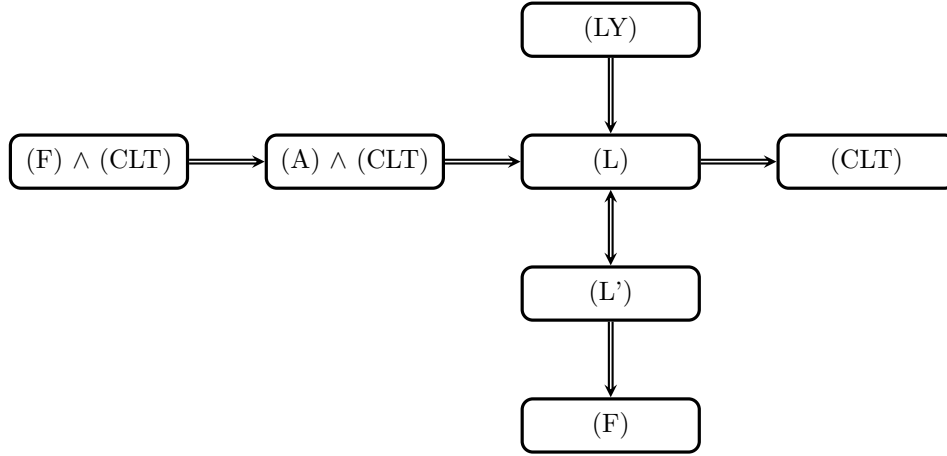 (LY)
(F) ∧ (CLT)
(A) ∧ (CLT)
(L)
(CLT)
(L’)
(F)